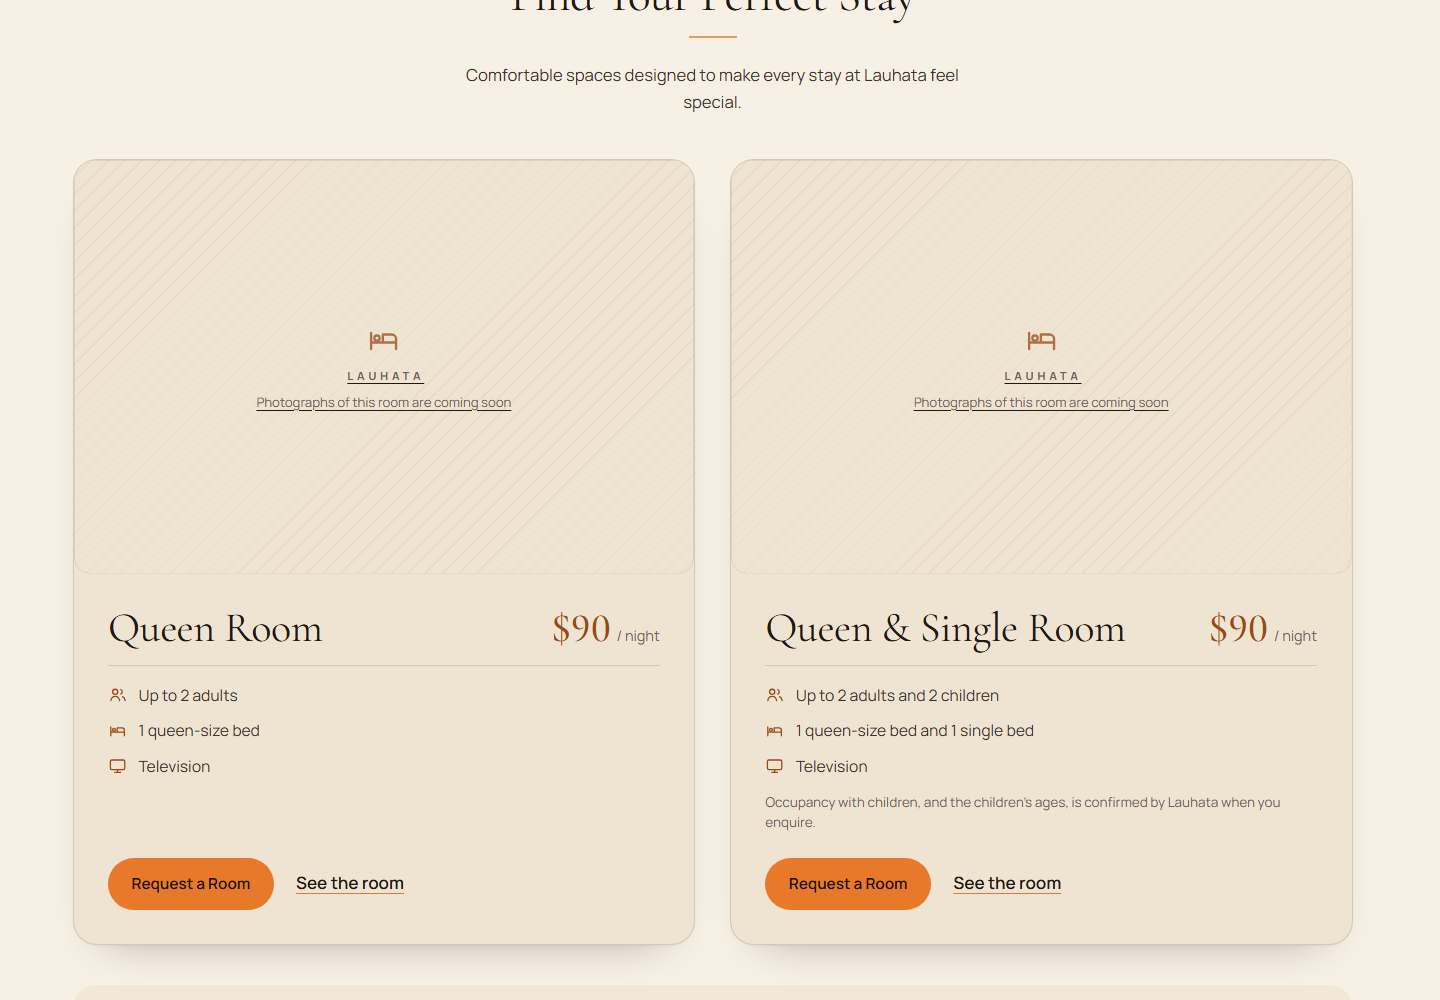 Find Your Perfect Stay
Comfortable spaces designed to make every stay at Lauhata feel
special.
LAUHATA
Photographs of this room are coming soon
Queen Room
$90 / night
Up to 2 adults
1 queen-size bed
Television
Request a Room
See the room
LAUHATA
Photographs of this room are coming soon
Queen & Single Room
$90 / night
Up to 2 adults and 2 children
1 queen-size bed and 1 single bed
Television
Occupancy with children, and the children's ages, is confirmed by Lauhata when you
enquire.
Request a Room
See the room